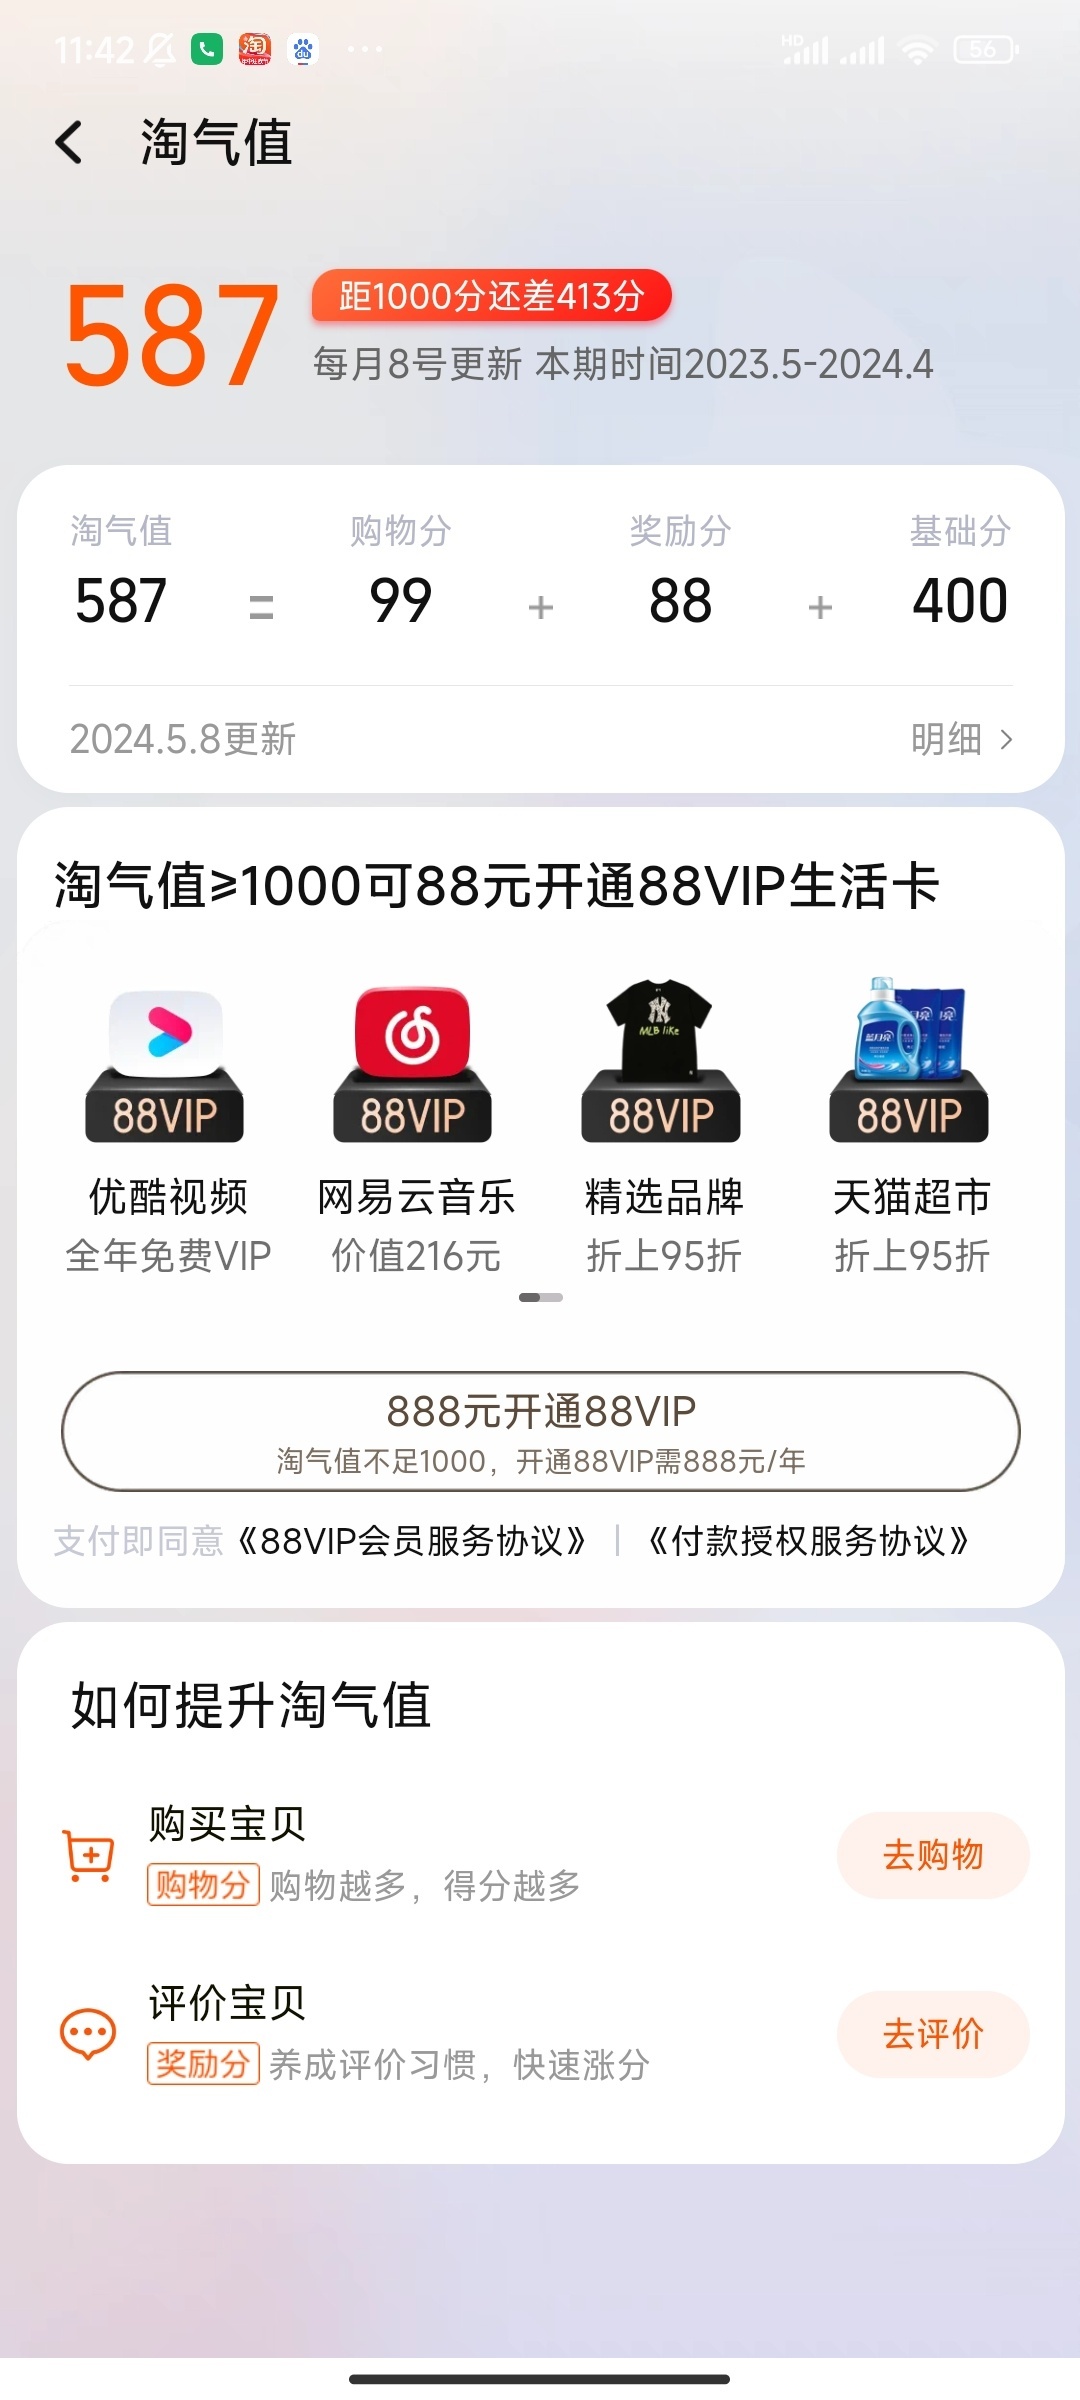 11:42
HD
56
淘气值
587
距1000分还差413分
每月8号更新 本期时间2023.5-2024.4
淘气值 购物分 奖励分 基础分
587 = 99 + 88 + 400
2024.5.8更新 明细 >
淘气值≥1000可88元开通88VIP生活卡
MLB like
蓝月亮
88VIP 88VIP 88VIP 88VIP
优酷视频 网易云音乐 精选品牌 天猫超市
全年免费VIP 价值216元 折上95折 折上95折
888元开通88VIP
淘气值不足1000，开通88VIP需888元/年
支付即同意《88VIP会员服务协议》 | 《付款授权服务协议》
如何提升淘气值
购买宝贝
购物分 购物越多，得分越多
去购物
评价宝贝
奖励分 养成评价习惯，快速涨分
去评价